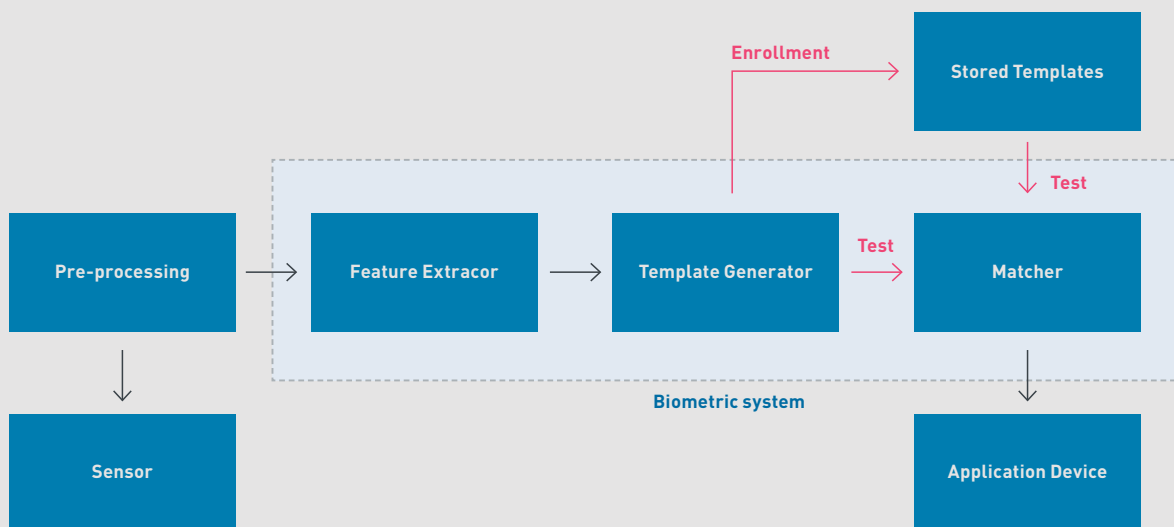 Enrollment
Stored Templates
Test
Pre-processing
Feature Extracor
Template Generator
Test
Matcher
Biometric system
Sensor
Application Device